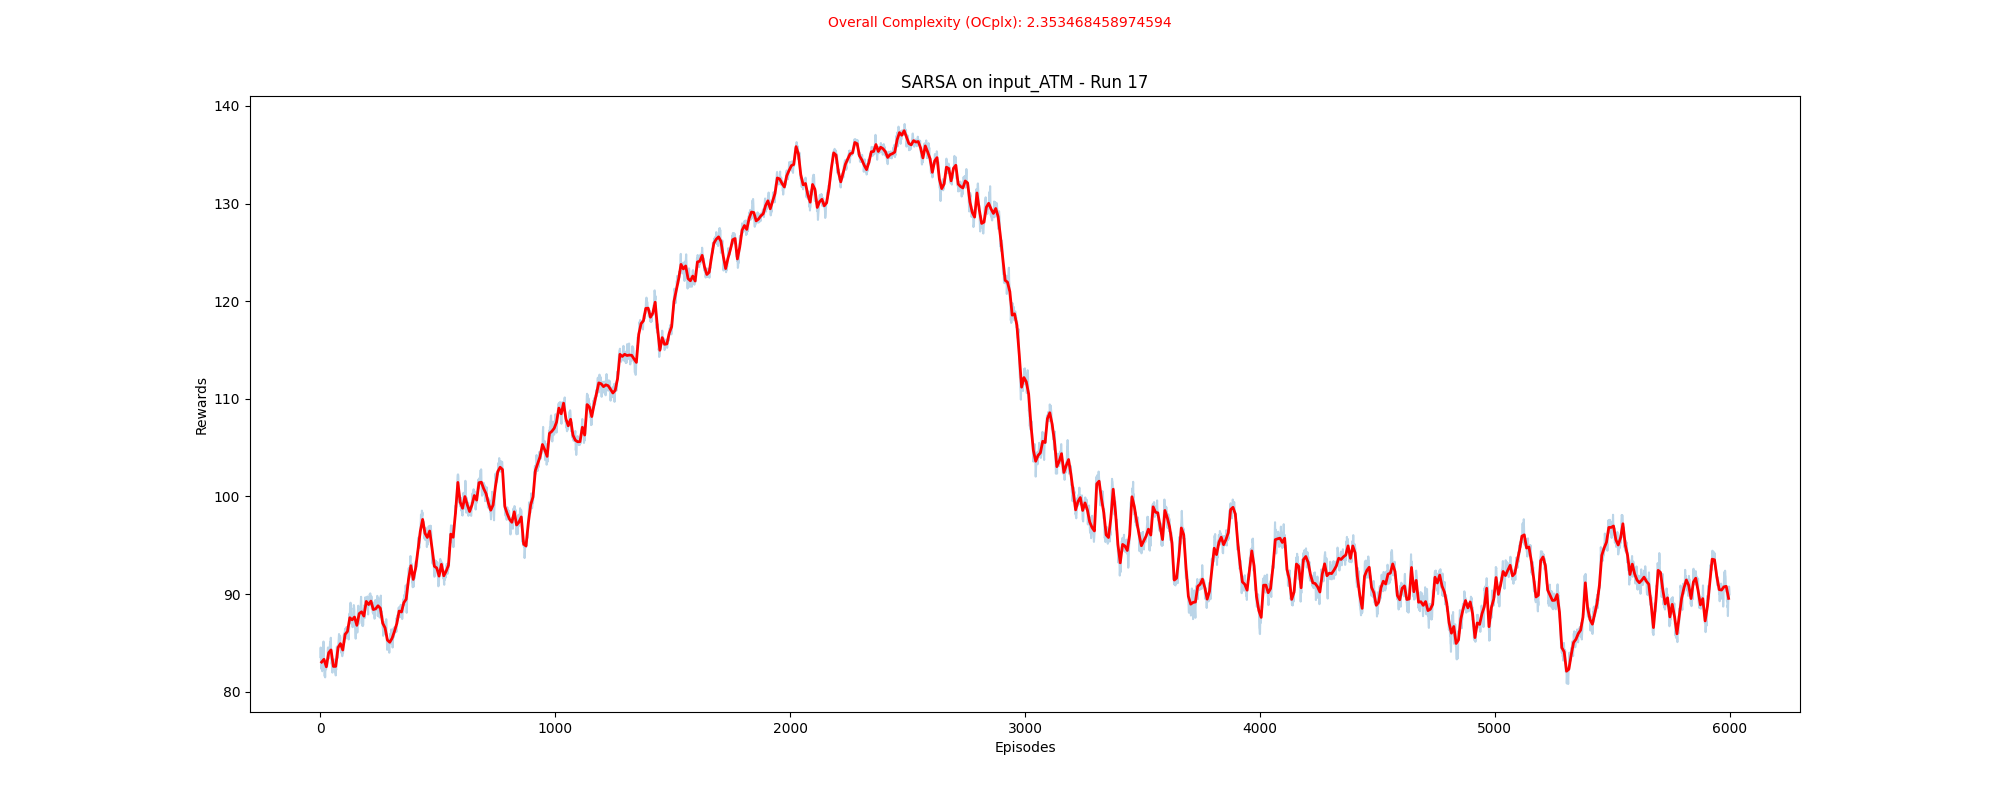 Overall Complexity (OCplx): 2.353468458974594
SARSA on input_ATM - Run 17
140
130
120
110
100
90
80
Rewards
0 1000 2000 3000 4000 5000 6000
Episodes